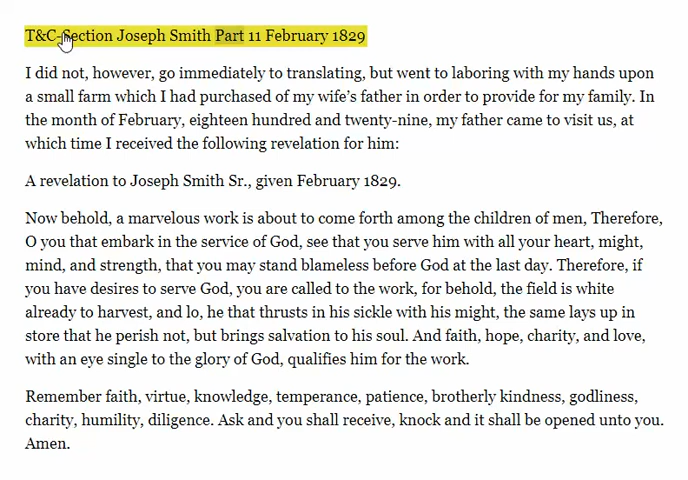 T&C-Section Joseph Smith Part 11 February 1829
I did not, however, go immediately to translating, but went to laboring with my hands upon
a small farm which I had purchased of my wife's father in order to provide for my family. In
the month of February, eighteen hundred and twenty-nine, my father came to visit us, at
which time I received the following revelation for him:
A revelation to Joseph Smith Sr., given February 1829.
Now behold, a marvelous work is about to come forth among the children of men, Therefore,
O you that embark in the service of God, see that you serve him with all your heart, might,
mind, and strength, that you may stand blameless before God at the last day. Therefore, if
you have desires to serve God, you are called to the work, for behold, the field is white
already to harvest, and lo, he that thrusts in his sickle with his might, the same lays up in
store that he perish not, but brings salvation to his soul. And faith, hope, charity, and love,
with an eye single to the glory of God, qualifies him for the work.
Remember faith, virtue, knowledge, temperance, patience, brotherly kindness, godliness,
charity, humility, diligence. Ask and you shall receive, knock and it shall be opened unto you.
Amen.